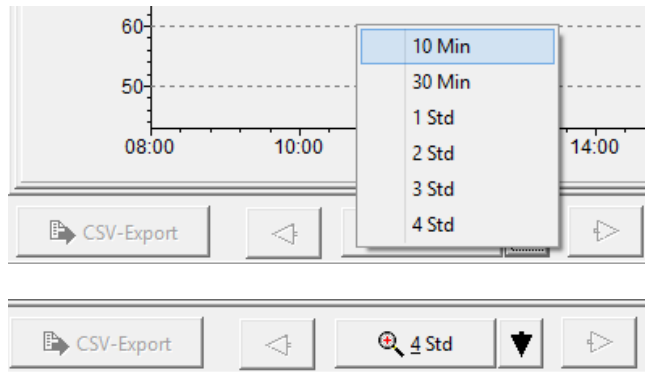 60
10 Min
30 Min
50
1 Std
2 Std
08:00 10:00 14:00
3 Std
4 Std
CSV-Export
CSV-Export 4 Std